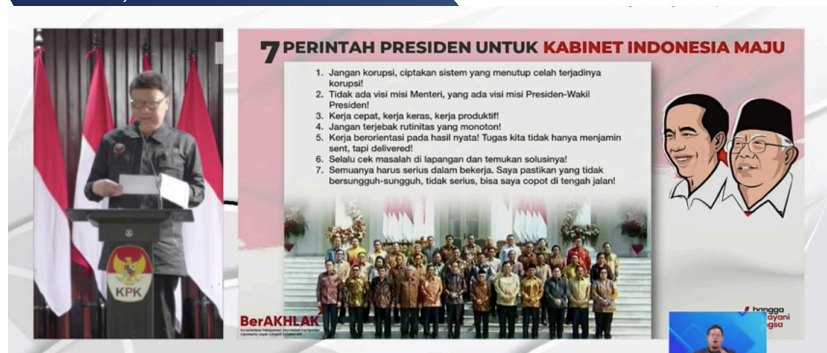 7 PERINTAH PRESIDEN UNTUK KABINET INDONESIA MAJU
1. Jangan korupsi, ciptakan sistem yang menutup celah terjadinya
korupsi!
2. Tidak ada visi misi Menteri, yang ada visi misi Presiden-Wakil
Presiden!
3. Kerja cepat, kerja keras, kerja produktif!
4. Jangan terjebak rutinitas yang monoton!
5. Kerja berorientasi pada hasil nyata! Tugas kita tidak hanya menjamin
sent, tapi delivered!
6. Selalu cek masalah di lapangan dan temukan solusinya!
7. Semuanya harus serius dalam bekerja. Saya pastikan yang tidak
bersungguh-sungguh, tidak serius, bisa saya copot di tengah jalan!
KPK
BerAKHLAK
bangga